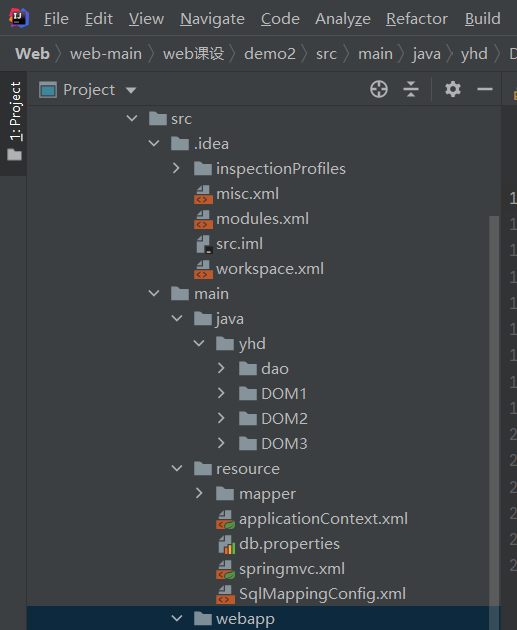 File Edit View Navigate Code Analyze Refactor Build
Web web-main web课设 demo2 src main java yhd
Project
1: Project
src
.idea
inspectionProfiles
misc.xml
modules.xml
src.iml
workspace.xml
main
java
yhd
dao
DOM1
DOM2
DOM3
resource
mapper
applicationContext.xml
db.properties
springmvc.xml
SqlMappingConfig.xml
webapp